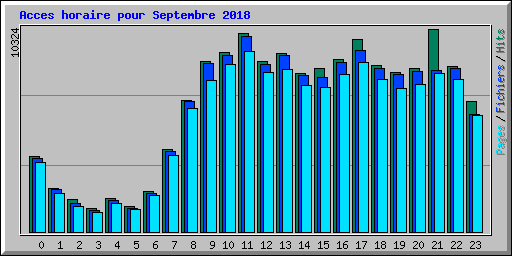 Acces horaire pour Septembre 2018
10324
Pages / Fichiers / Hits
0 1 2 3 4 5 6 7 8 9 10 11 12 13 14 15 16 17 18 19 20 21 22 23